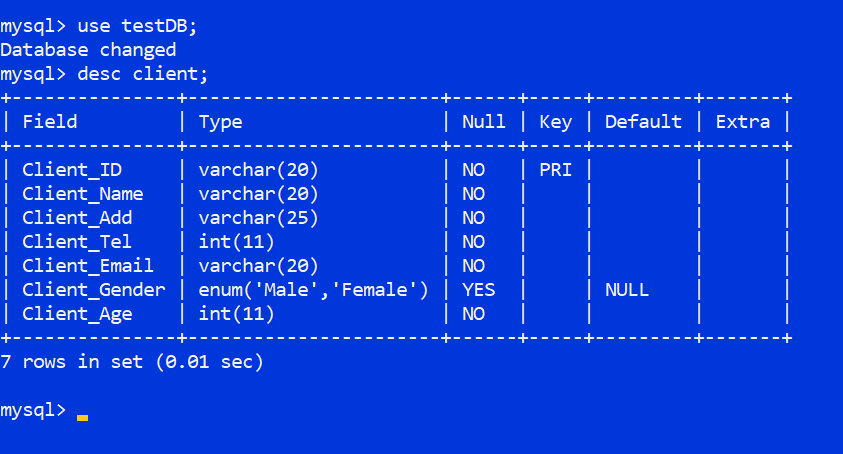 mysql> use testDB;
Database changed
mysql> desc client;
+---------------+-----------------------+------+-----+---------+-------+
| Field         | Type                  | Null | Key | Default | Extra |
+---------------+-----------------------+------+-----+---------+-------+
| Client_ID     | varchar(20)           | NO   | PRI |         |       |
| Client_Name   | varchar(20)           | NO   |     |         |       |
| Client_Add    | varchar(25)           | NO   |     |         |       |
| Client_Tel    | int(11)               | NO   |     |         |       |
| Client_Email  | varchar(20)           | NO   |     |         |       |
| Client_Gender | enum('Male','Female') | YES  |     | NULL    |       |
| Client_Age    | int(11)               | NO   |     |         |       |
+---------------+-----------------------+------+-----+---------+-------+
7 rows in set (0.01 sec)
mysql>